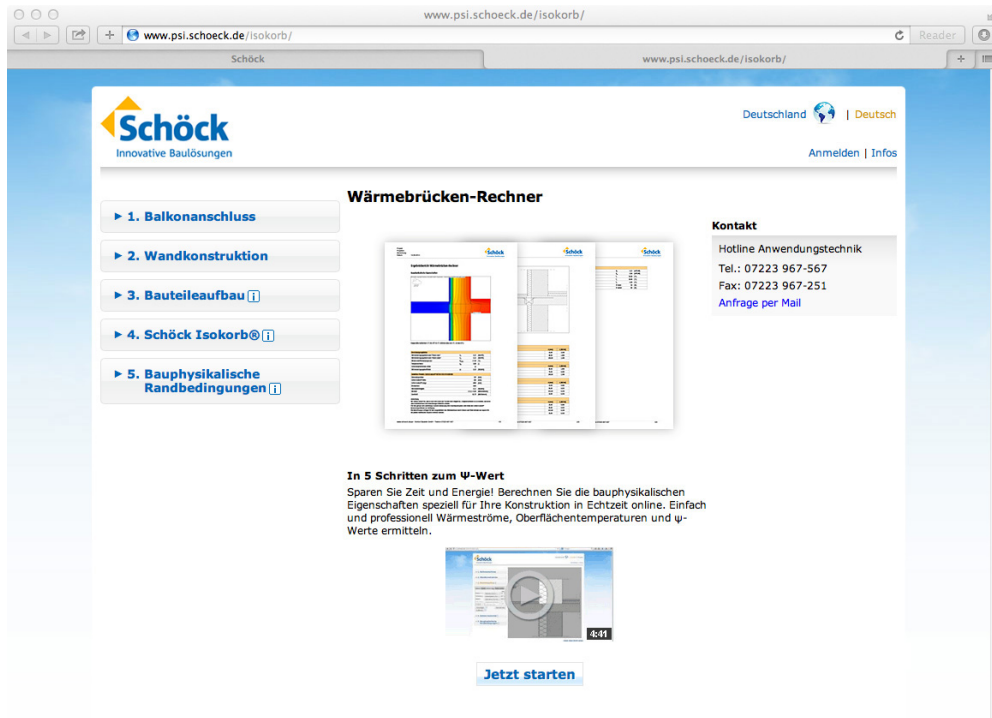 www.psi.schoeck.de/isokorb/
www.psi.schoeck.de/isokorb/
Reader
Schöck
www.psi.schoeck.de/isokorb/
Schöck
Innovative Baulösungen
Deutschland | Deutsch
Anmelden | Infos
1. Balkonanschluss
2. Wandkonstruktion
3. Bauteileaufbau i
4. Schöck Isokorb® i
5. Bauphysikalische
Randbedingungen i
Wärmebrücken-Rechner
Schöck
Schöck
Schöck
Kontakt
Hotline Anwendungstechnik
Tel.: 07223 967-567
Fax: 07223 967-251
Anfrage per Mail
In 5 Schritten zum Ψ-Wert
Sparen Sie Zeit und Energie! Berechnen Sie die bauphysikalischen
Eigenschaften speziell für Ihre Konstruktion in Echtzeit online. Einfach
und professionell Wärmeströme, Oberflächentemperaturen und ψ-
Werte ermitteln.
Schöck
4:41
Jetzt starten